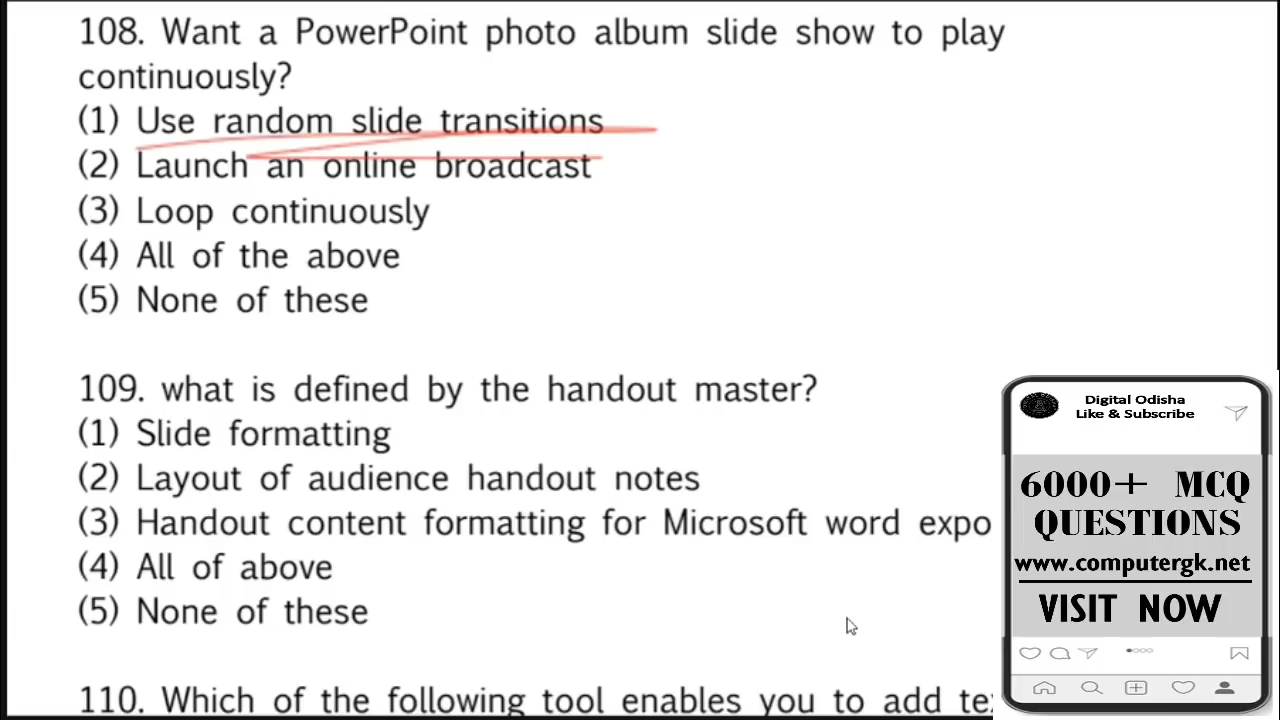 108. Want a PowerPoint photo album slide show to play
continuously?
(1) Use random slide transitions
(2) Launch an online broadcast
(3) Loop continuously
(4) All of the above
(5) None of these
109. what is defined by the handout master?
(1) Slide formatting
(2) Layout of audience handout notes
(3) Handout content formatting for Microsoft word expo
(4) All of above
(5) None of these
110. Which of the following tool enables you to add te
Digital Odisha
Like & Subscribe
6000+ MCQ
QUESTIONS
www.computergk.net
VISIT NOW